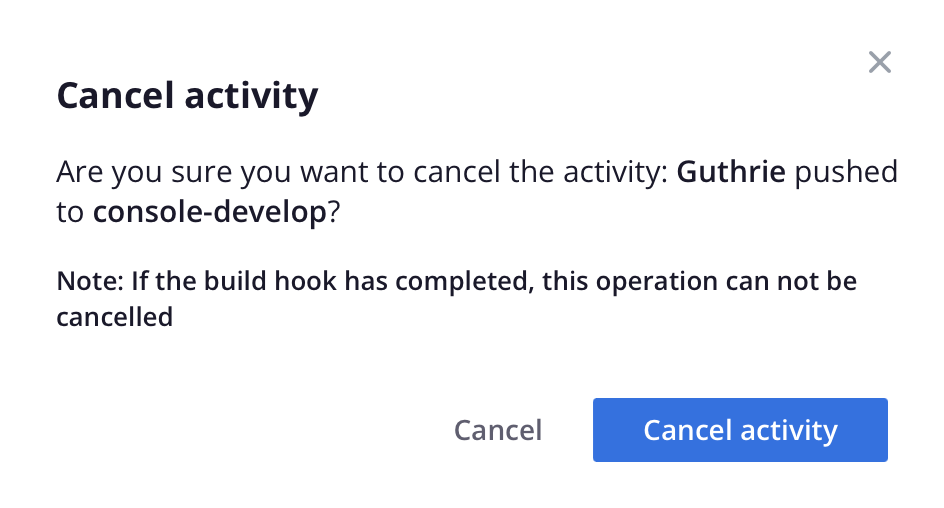 Cancel activity
Are you sure you want to cancel the activity: Guthrie pushed
to console-develop?
Note: If the build hook has completed, this operation can not be
cancelled
Cancel
Cancel activity